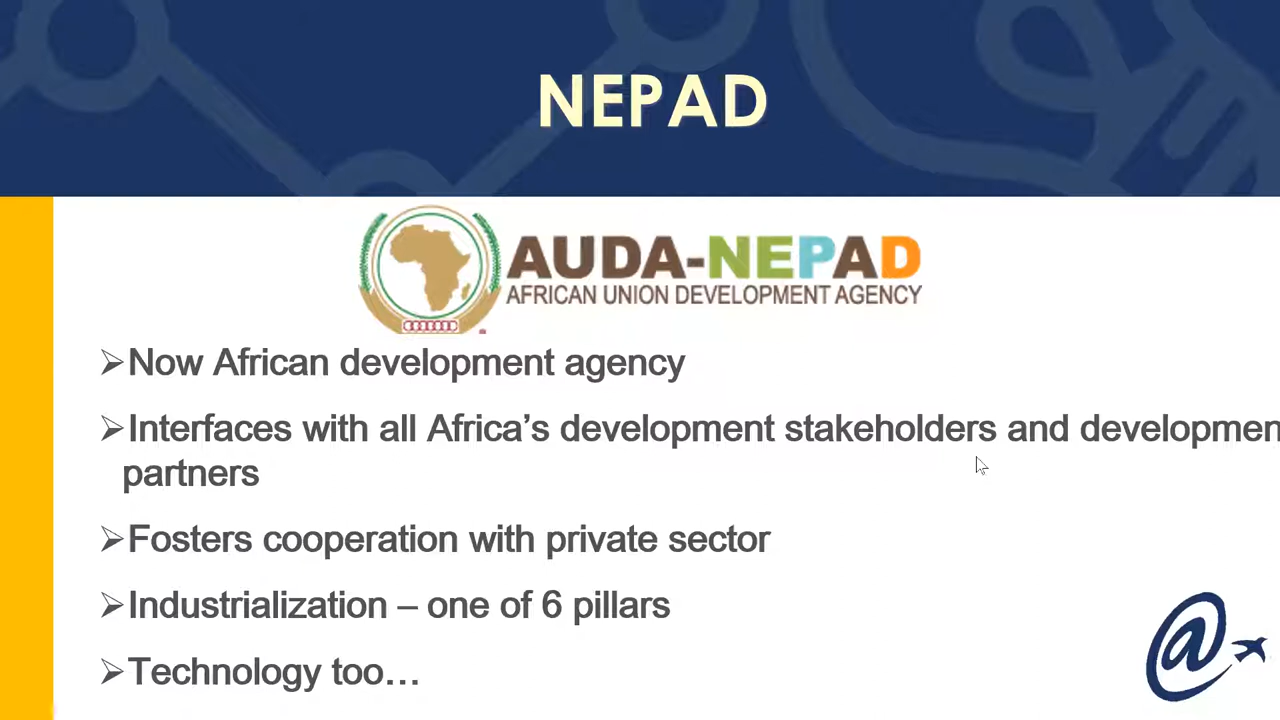 NEPAD
AUDA-NEPAD
AFRICAN UNION DEVELOPMENT AGENCY
➢Now African development agency
➢Interfaces with all Africa’s development stakeholders and developmen
partners
➢Fosters cooperation with private sector
➢Industrialization – one of 6 pillars
➢Technology too…
@